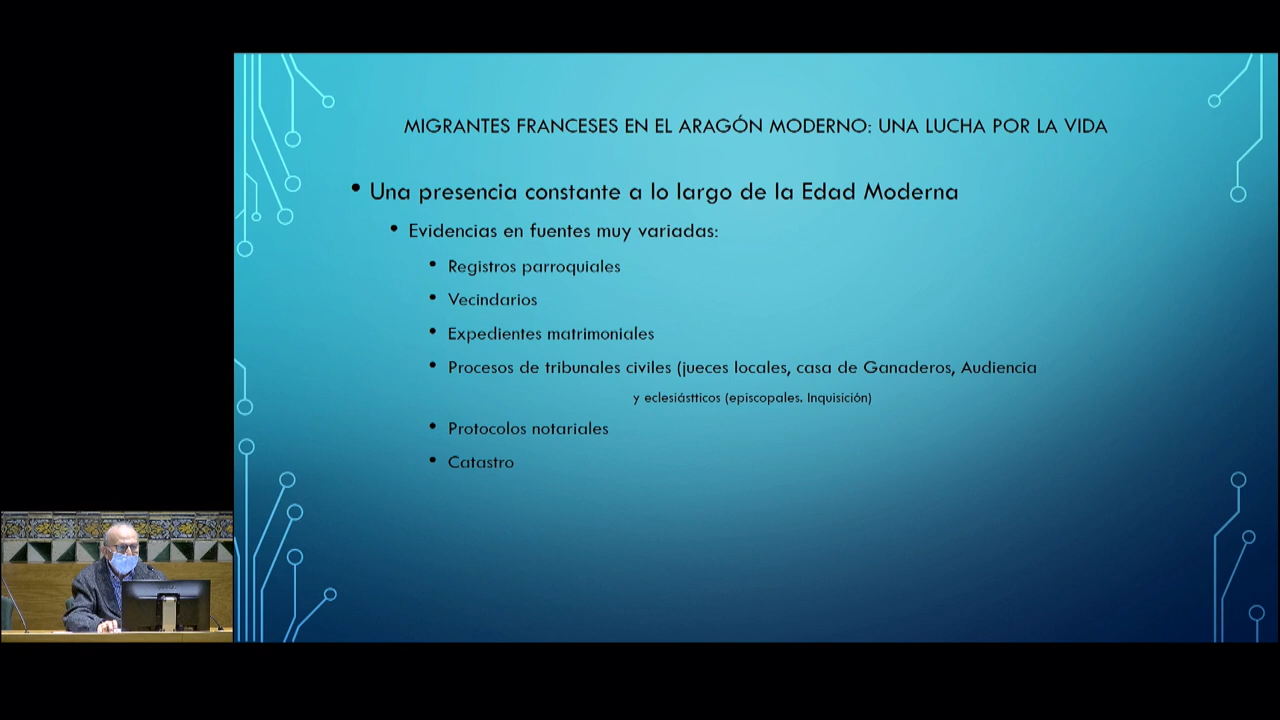 MIGRANTES FRANCESES EN EL ARAGÓN MODERNO: UNA LUCHA POR LA VIDA
• Una presencia constante a lo largo de la Edad Moderna
• Evidencias en fuentes muy variadas:
• Registros parroquiales
• Vecindarios
• Expedientes matrimoniales
• Procesos de tribunales civiles (jueces locales, casa de Ganaderos, Audiencia
y eclesiástticos (episcopales. Inquisición)
• Protocolos notariales
• Catastro